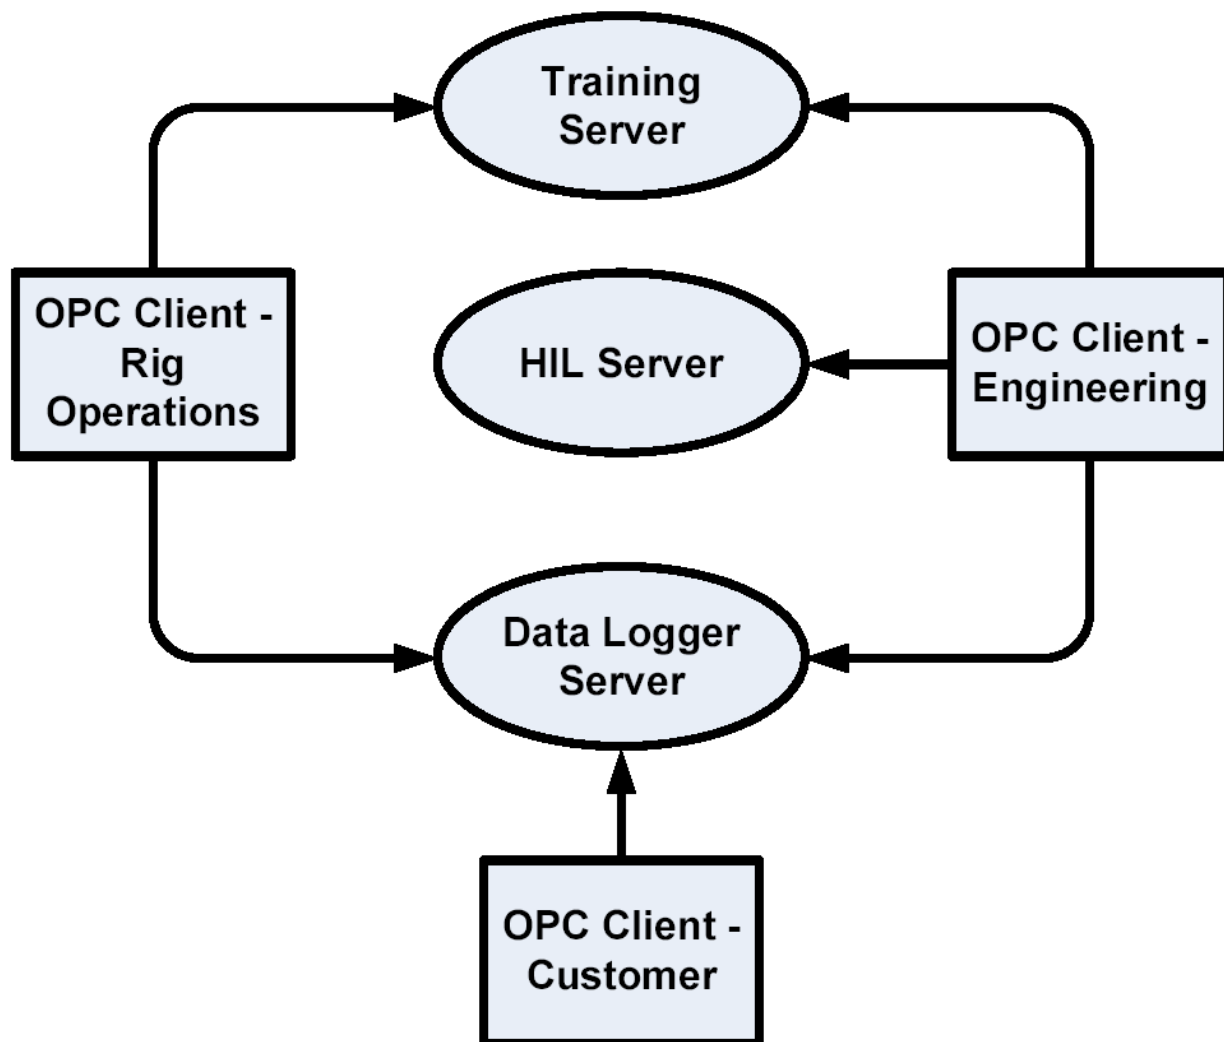 Training
Server
OPC Client -
Rig
Operations
HIL Server
OPC Client -
Engineering
Data Logger
Server
OPC Client -
Customer